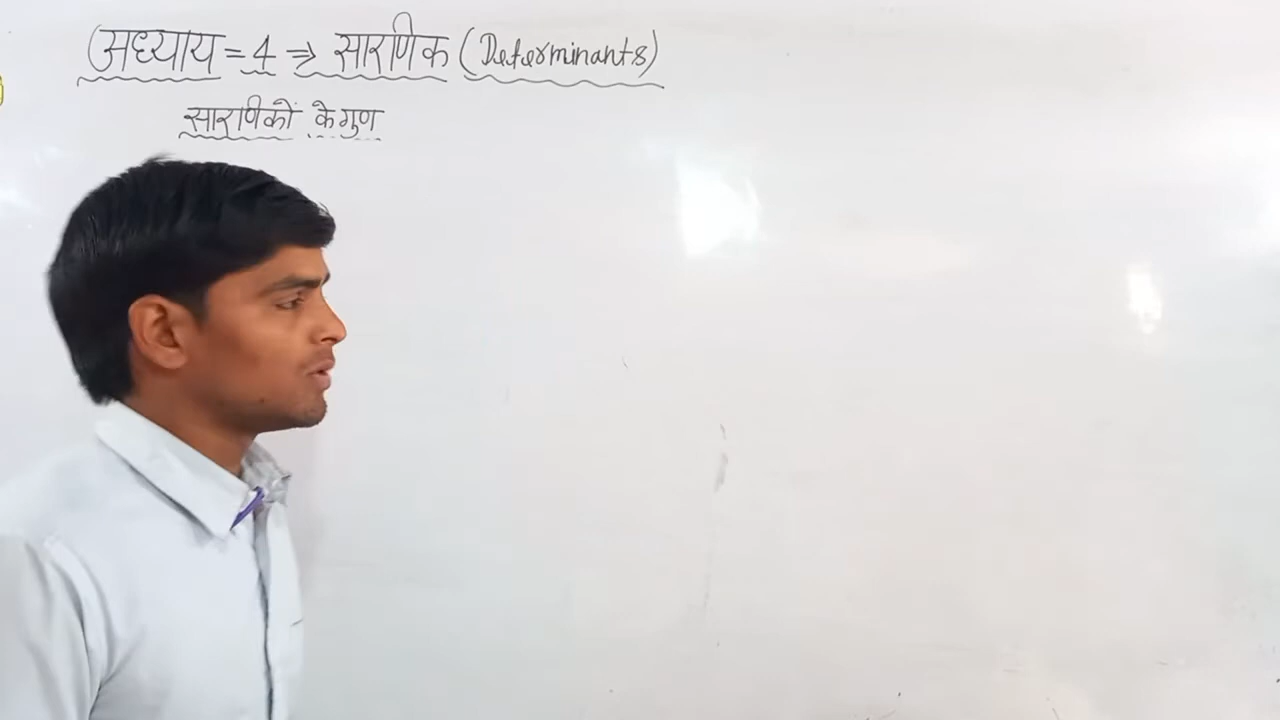 (अध्याय = 4 ⇒ सारणिक (Determinants)
सारणिकों के गुण